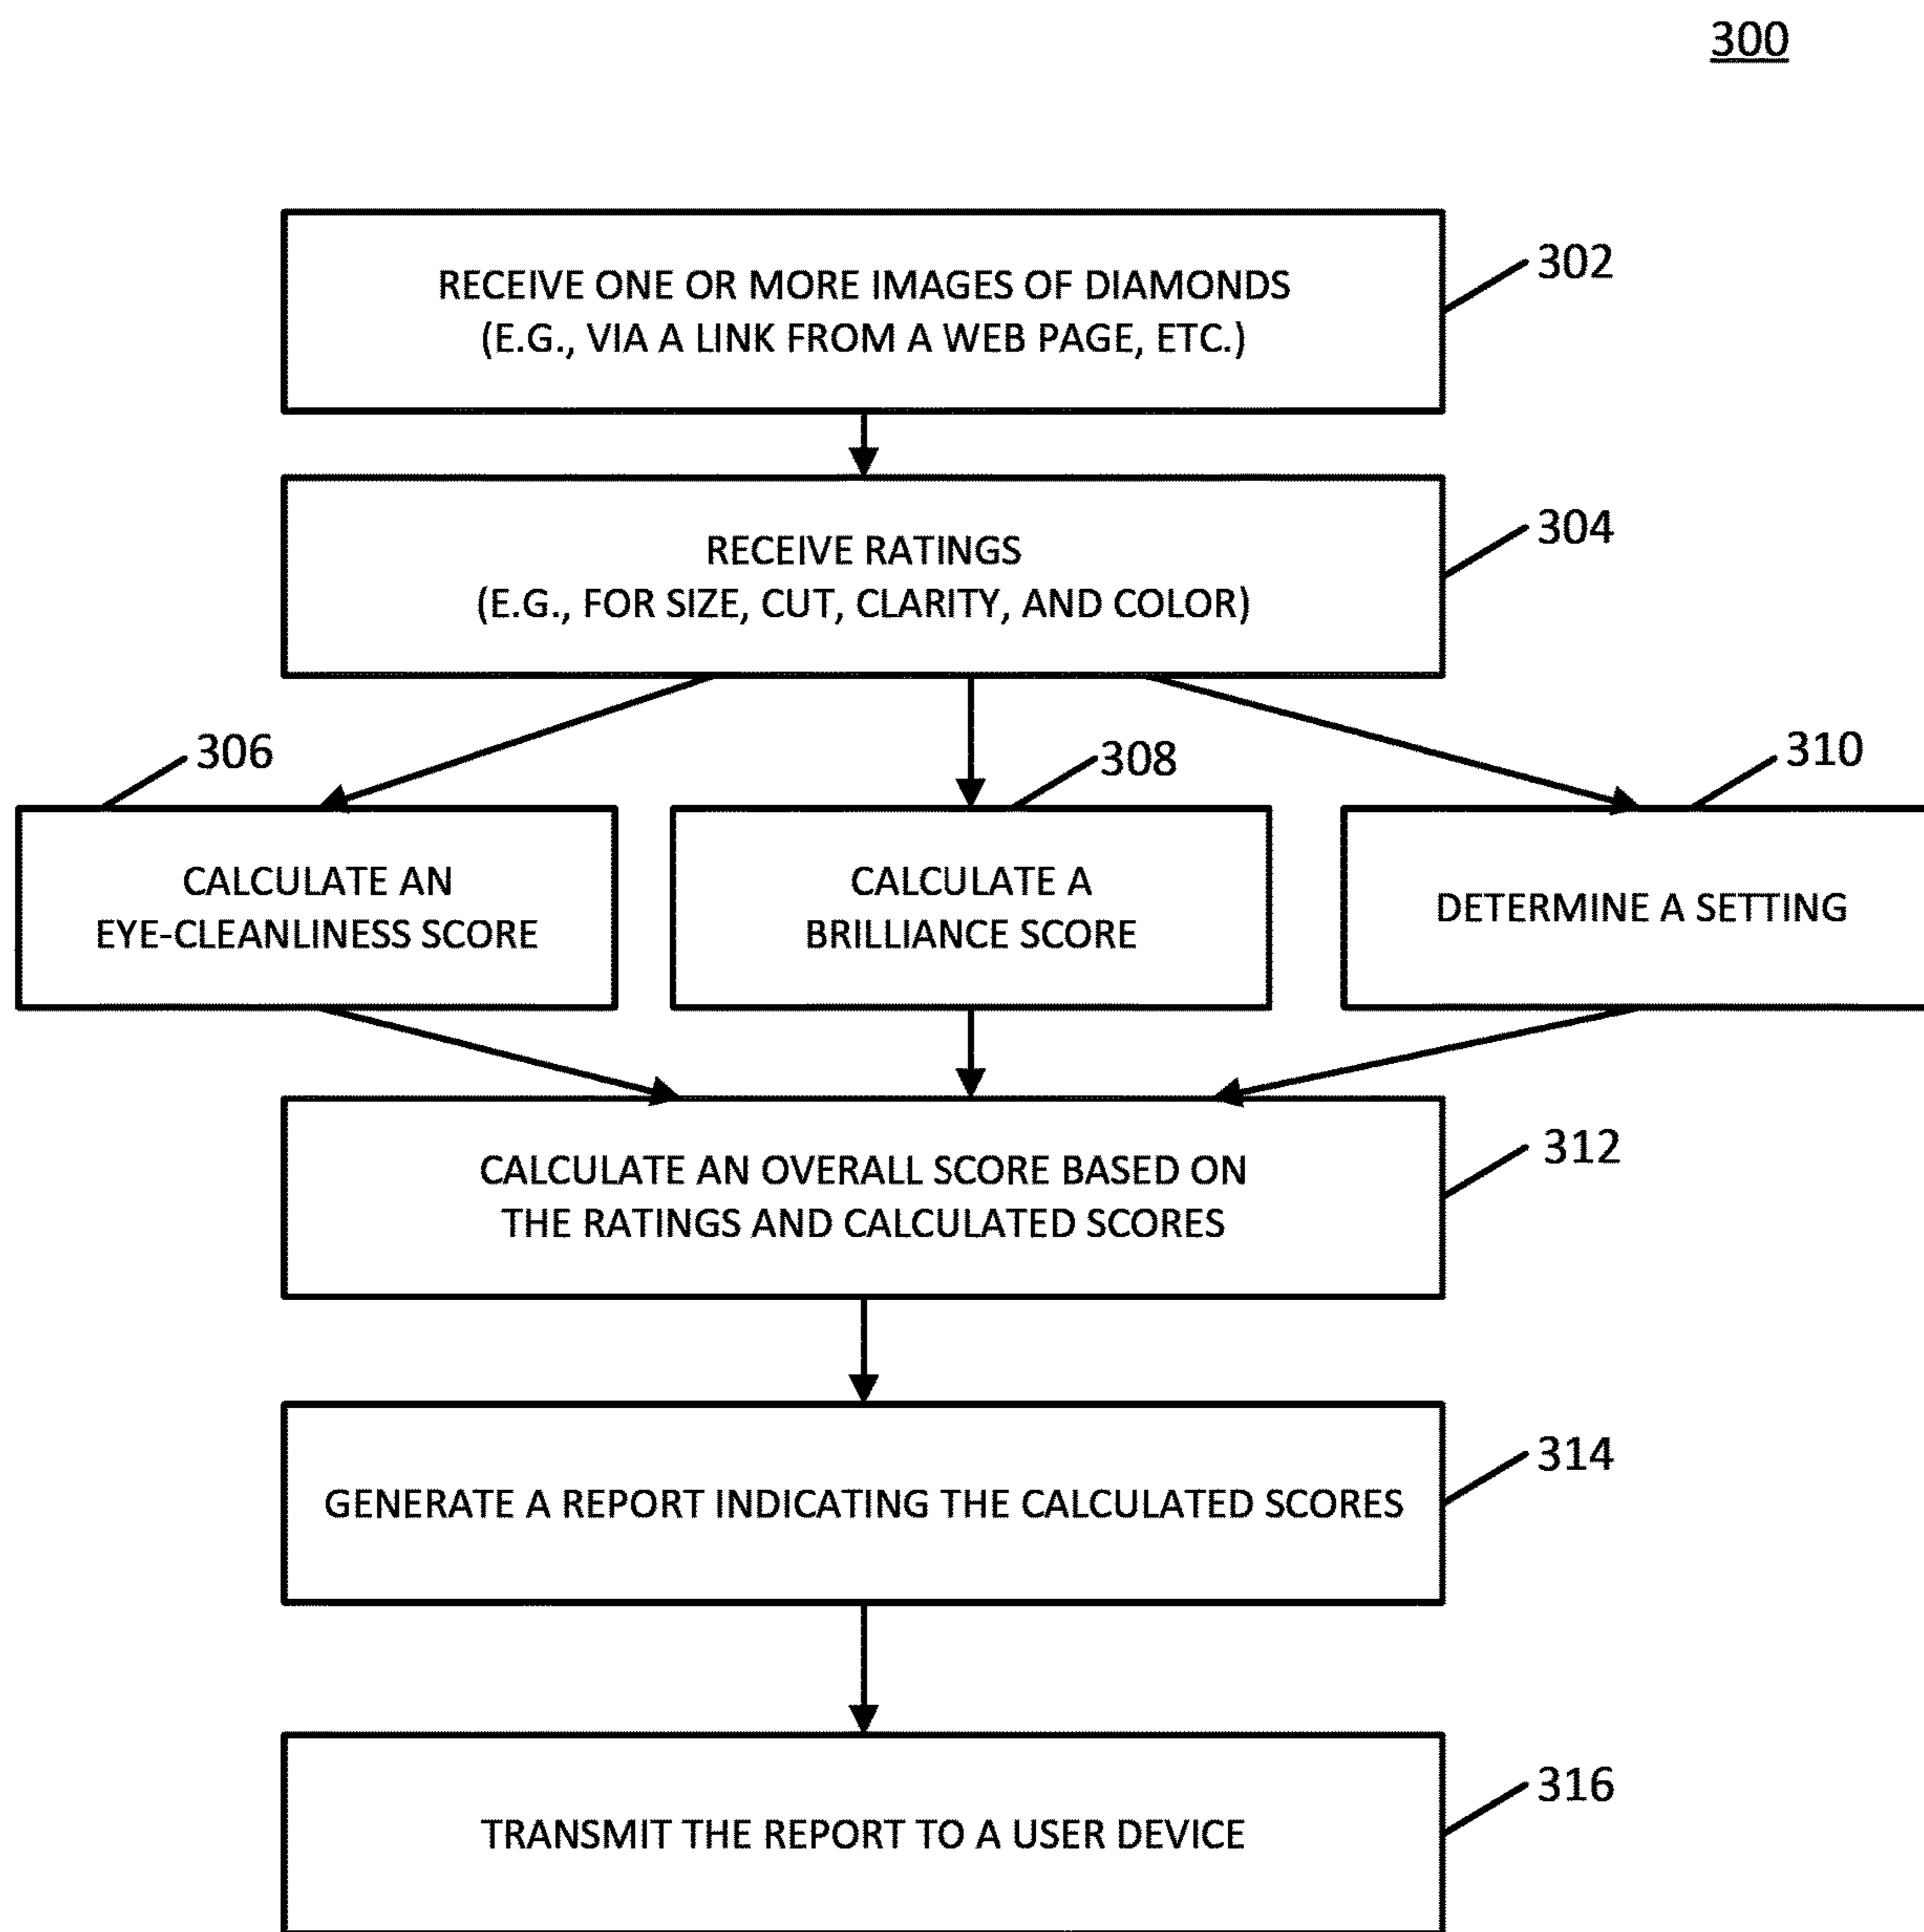 300
RECEIVE ONE OR MORE IMAGES OF DIAMONDS
(E.G., VIA A LINK FROM A WEB PAGE, ETC.)
302
RECEIVE RATINGS
(E.G., FOR SIZE, CUT, CLARITY, AND COLOR)
304
306
CALCULATE AN
EYE-CLEANLINESS SCORE
308
CALCULATE A
BRILLIANCE SCORE
310
DETERMINE A SETTING
CALCULATE AN OVERALL SCORE BASED ON
THE RATINGS AND CALCULATED SCORES
312
GENERATE A REPORT INDICATING THE CALCULATED SCORES
314
TRANSMIT THE REPORT TO A USER DEVICE
316